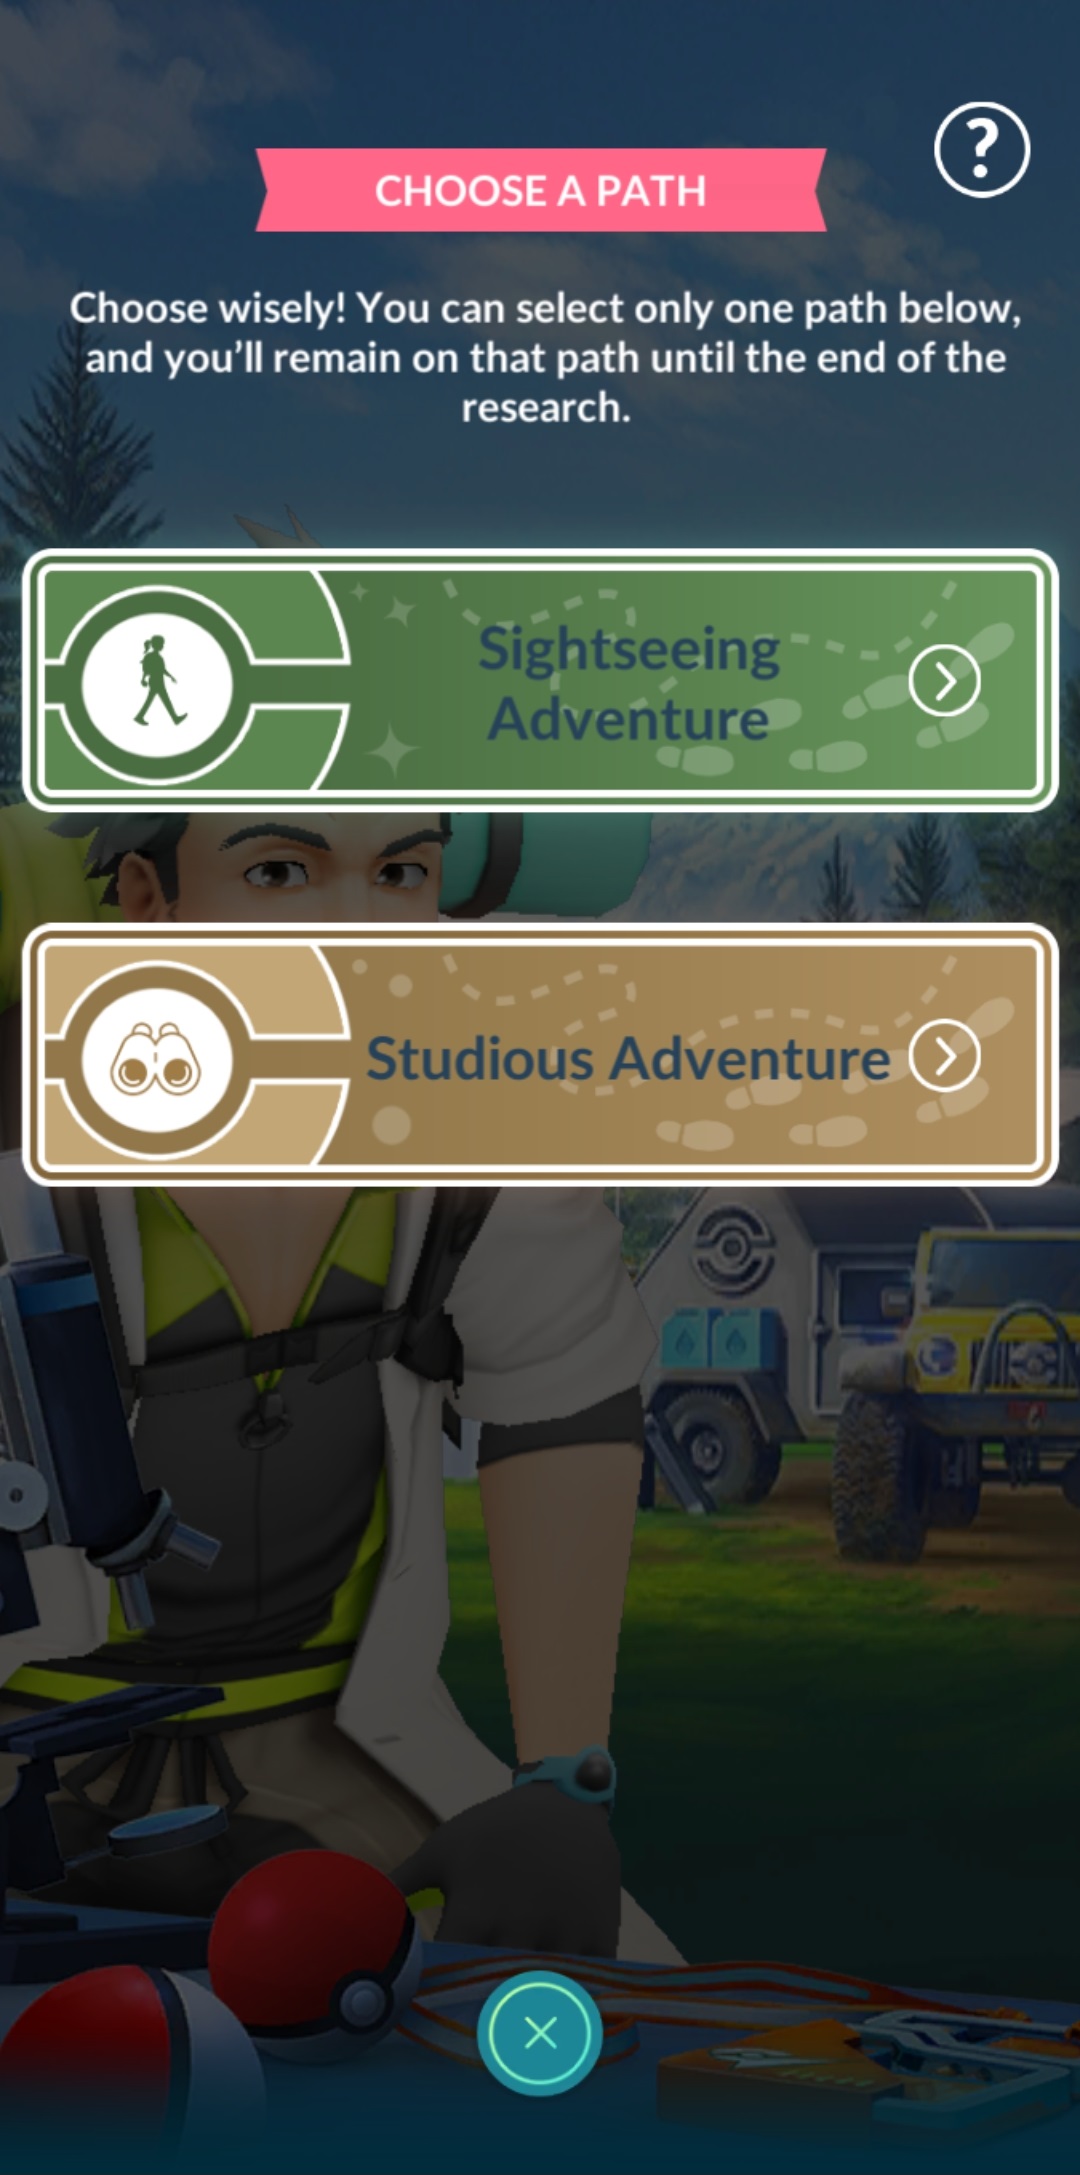 ?
CHOOSE A PATH
Choose wisely! You can select only one path below,
and you’ll remain on that path until the end of the
research.
Sightseeing
Adventure
Studious Adventure